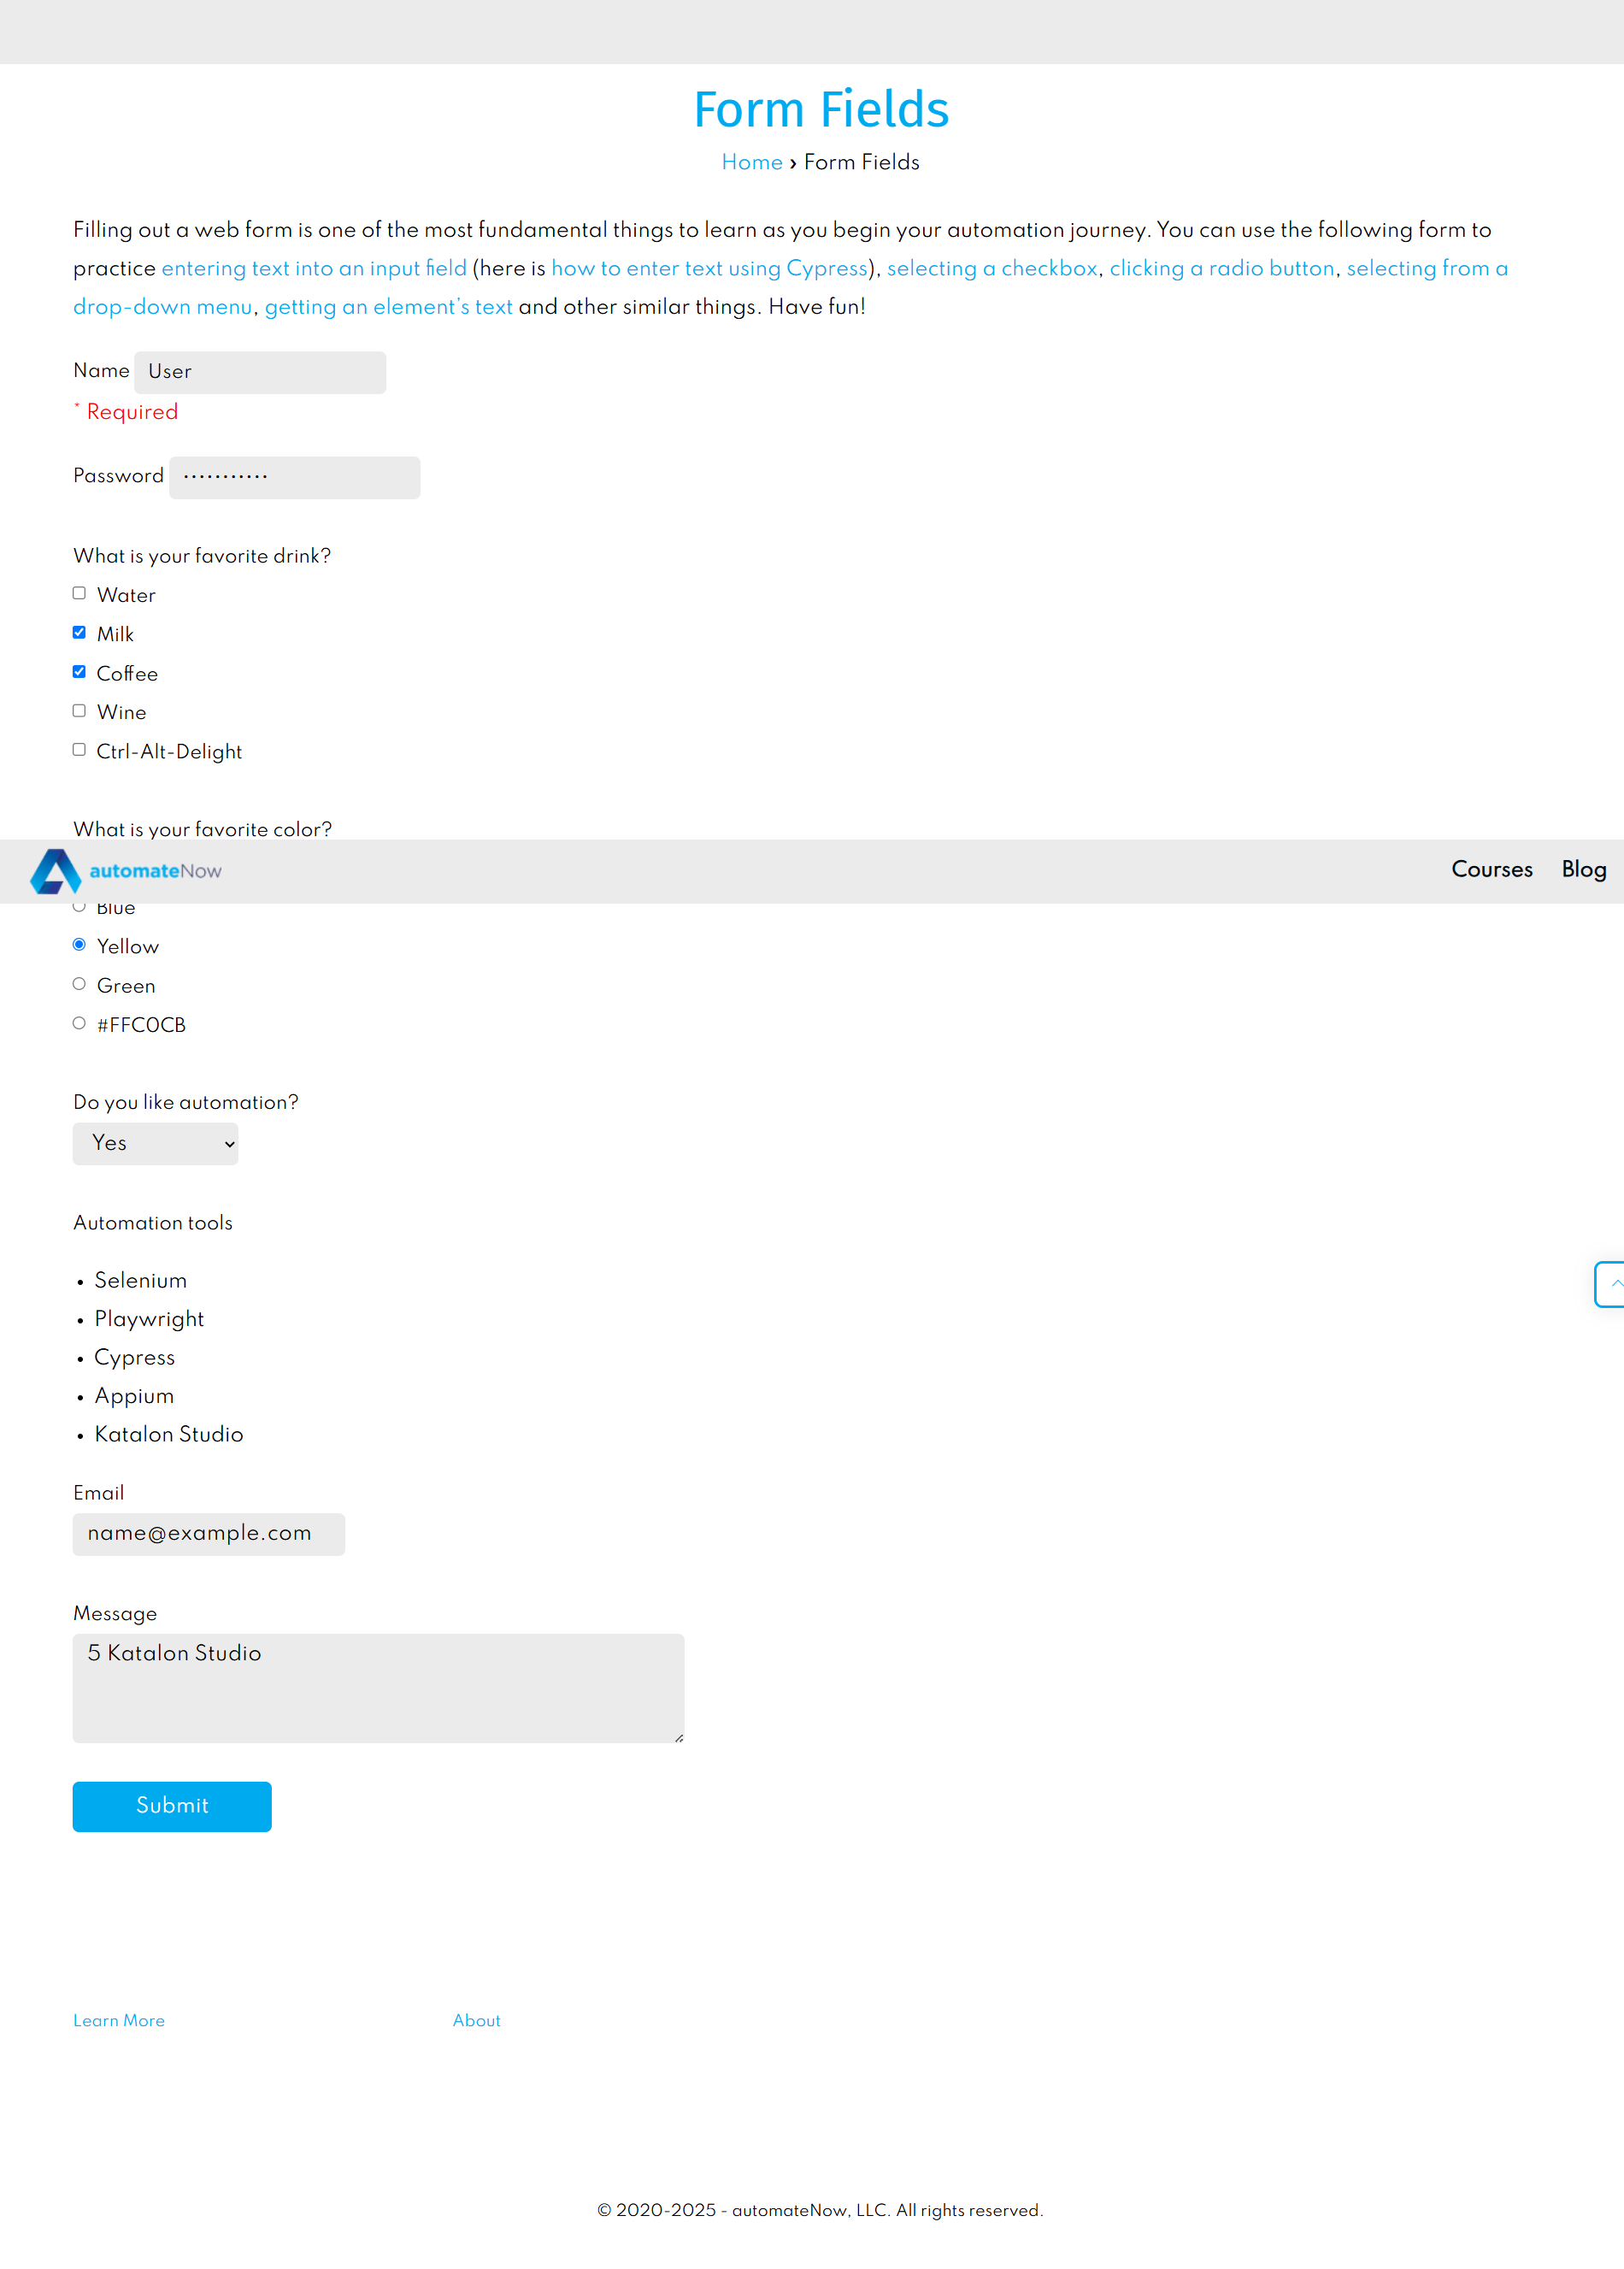 Form Fields
Home › Form Fields
Filling out a web form is one of the most fundamental things to learn as you begin your automation journey. You can use the following form to
practice entering text into an input field (here is how to enter text using Cypress), selecting a checkbox, clicking a radio button, selecting from a
drop-down menu, getting an element's text and other similar things. Have fun!
Name User
* Required
Password ···········
What is your favorite drink?
Water
Milk
Coffee
Wine
Ctrl-Alt-Delight
What is your favorite color?
automateNow Courses Blog
Blue
Yellow
Green
#FFC0CB
Do you like automation?
Yes
Automation tools
• Selenium
• Playwright
• Cypress
• Appium
• Katalon Studio
Email
name@example.com
Message
5 Katalon Studio
Submit
Learn More About
© 2020-2025 - automateNow, LLC. All rights reserved.